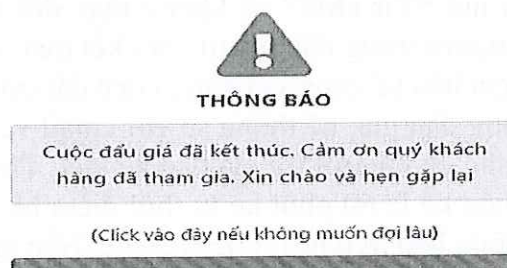 THÔNG BÁO
Cuộc đấu giá đã kết thúc. Cảm ơn quý khách
hàng đã tham gia. Xin chào và hẹn gặp lại
(Click vào đây nếu không muốn đợi lâu)